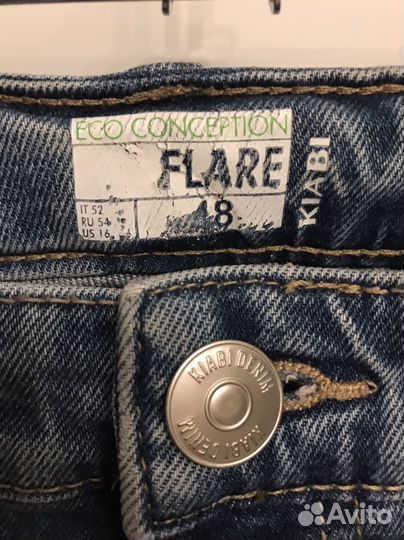 ECO CONCEPTION
FLARE
KIABI
IT 52
RU 54
US 16
48
KIABI DENIM
KIABI DENIM
Avito